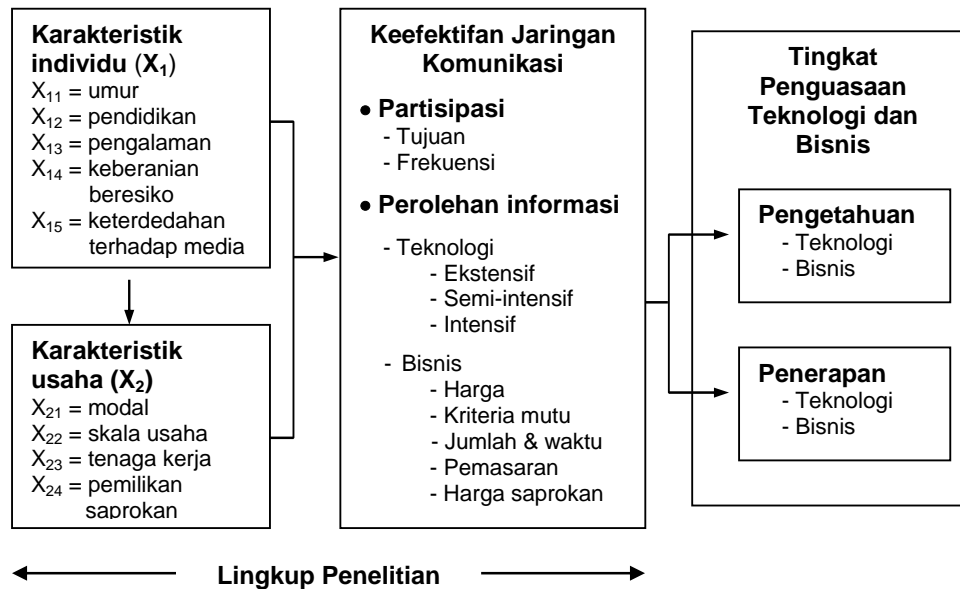 Karakteristik
individu (X₁)
X₁₁ = umur
X₁₂ = pendidikan
X₁₃ = pengalaman
X₁₄ = keberanian
beresiko
X₁₅ = keterdedahan
terhadap media
Karakteristik
usaha (X₂)
X₂₁ = modal
X₂₂ = skala usaha
X₂₃ = tenaga kerja
X₂₄ = pemilikan
saprokan
Keefektifan Jaringan
Komunikasi
● Partisipasi
- Tujuan
- Frekuensi
● Perolehan informasi
- Teknologi
- Ekstensif
- Semi-intensif
- Intensif
- Bisnis
- Harga
- Kriteria mutu
- Jumlah & waktu
- Pemasaran
- Harga saprokan
Tingkat
Penguasaan
Teknologi dan
Bisnis
Pengetahuan
- Teknologi
- Bisnis
Penerapan
- Teknologi
- Bisnis
Lingkup Penelitian